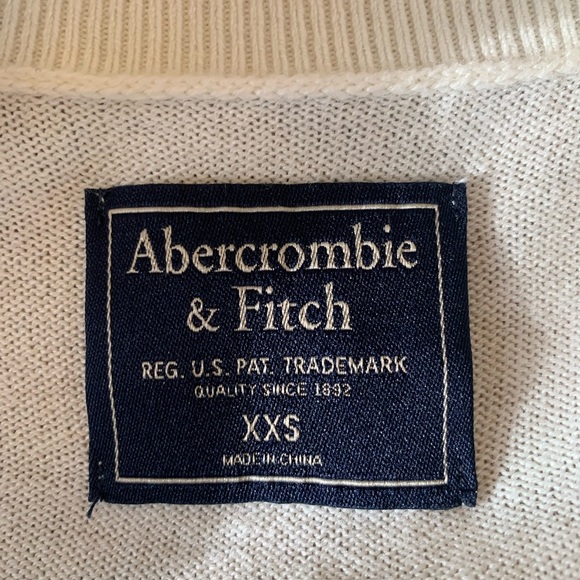 Abercrombie
& Fitch
REG. U.S. PAT. TRADEMARK
QUALITY SINCE 1892
XXS
MADE IN CHINA